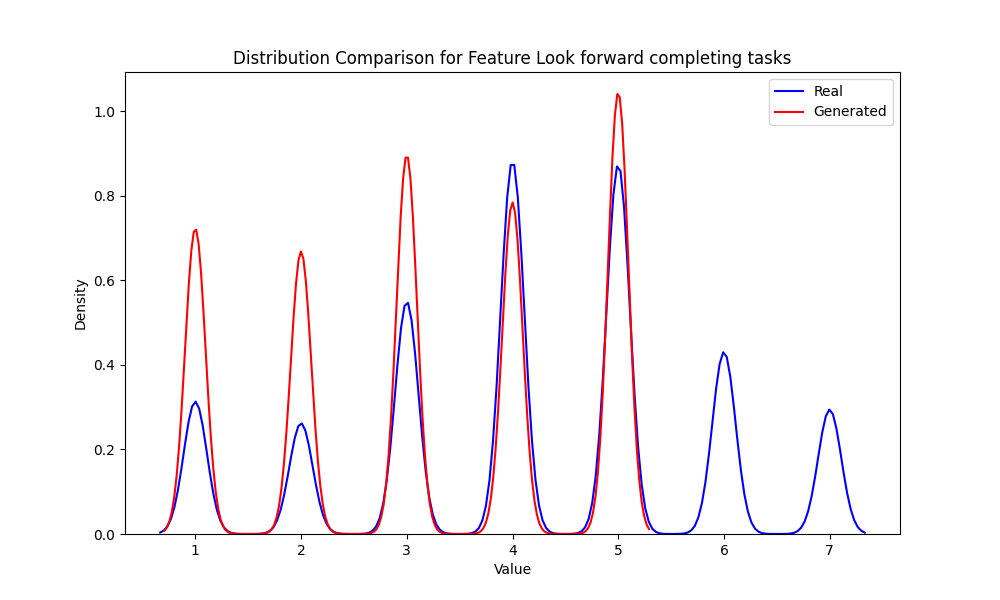 Distribution Comparison for Feature Look forward completing tasks
Real
Generated
Density
1.0
0.8
0.6
0.4
0.2
0.0
1 2 3 4 5 6 7
Value